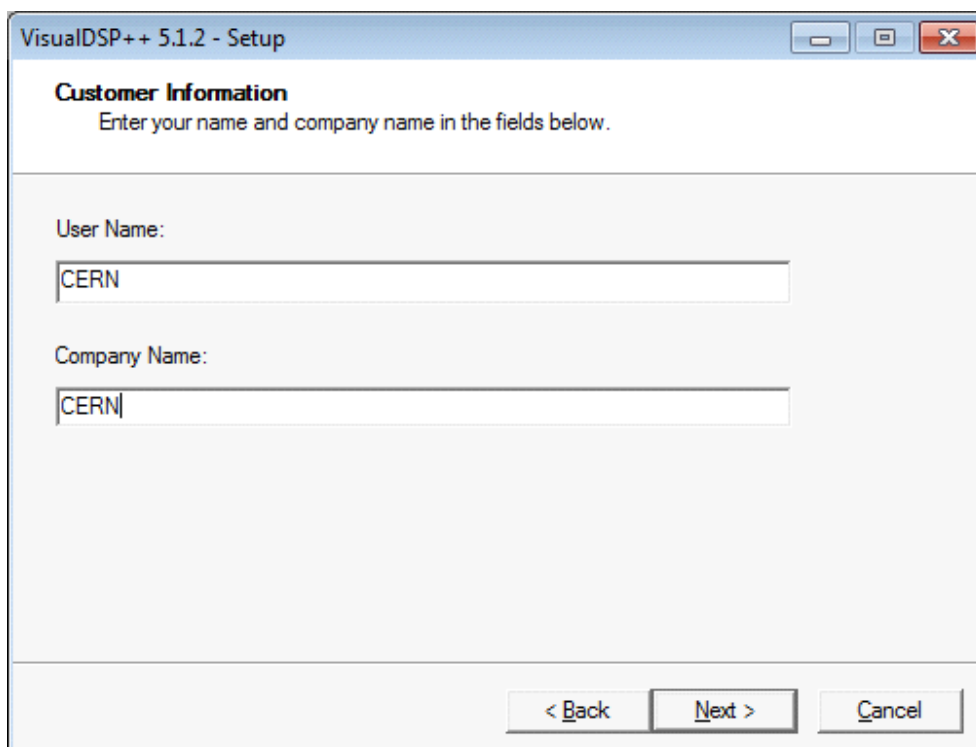 VisualDSP++ 5.1.2 - Setup
Customer Information
Enter your name and company name in the fields below.
User Name:
CERN
Company Name:
CERN
< Back Next > Cancel